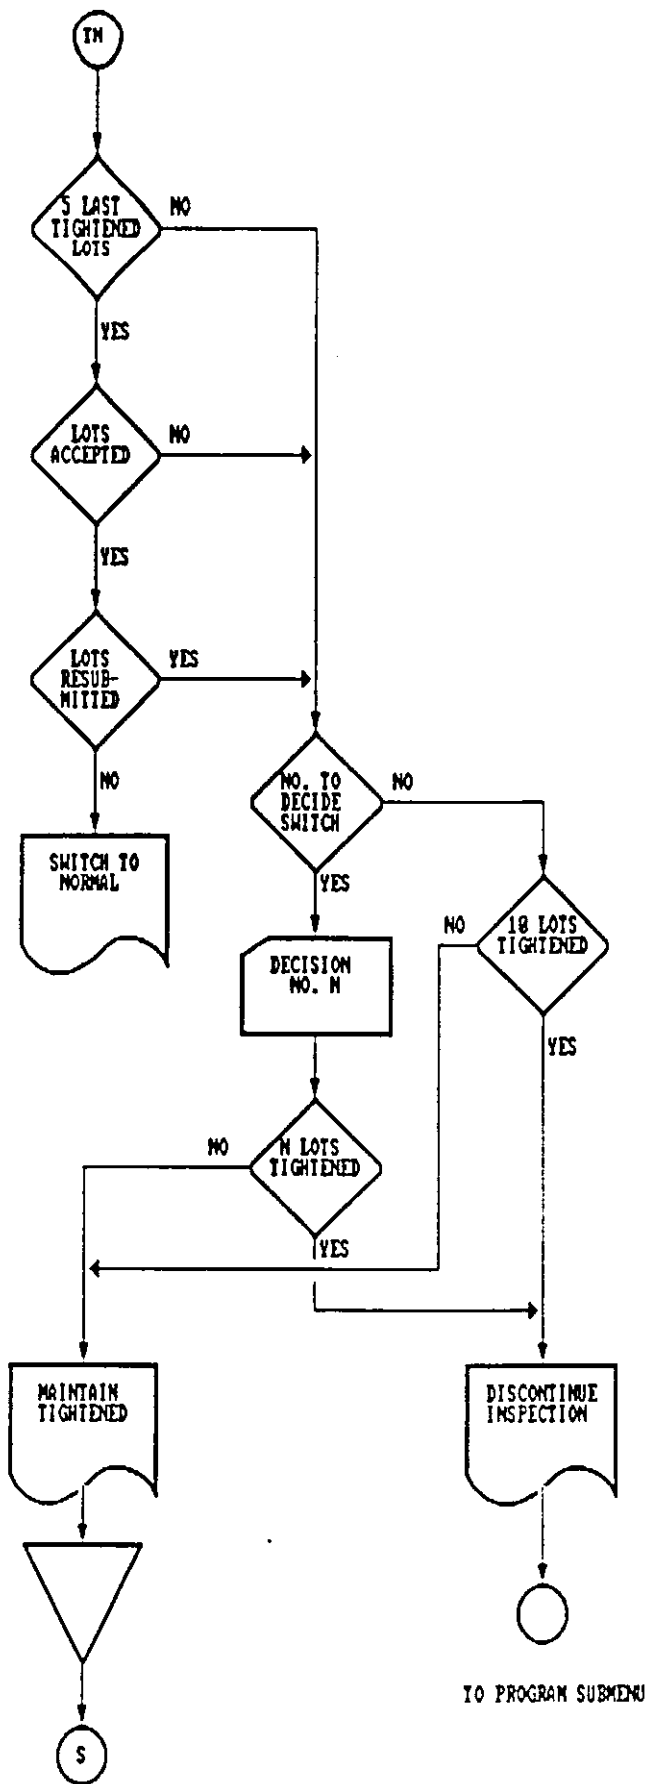 TN
5 LAST
TIGHTENED
LOTS
NO
YES
LOTS
ACCEPTED
NO
YES
LOTS
RESUB-
MITTED
YES
NO
SWITCH TO
NORMAL
NO. TO
DECIDE
SWITCH
NO
YES
DECISION
NO. N
NO
10 LOTS
TIGHTENED
YES
NO
N LOTS
TIGHTENED
YES
MAINTAIN
TIGHTENED
DISCONTINUE
INSPECTION
TO PROGRAM SUBMENU
S